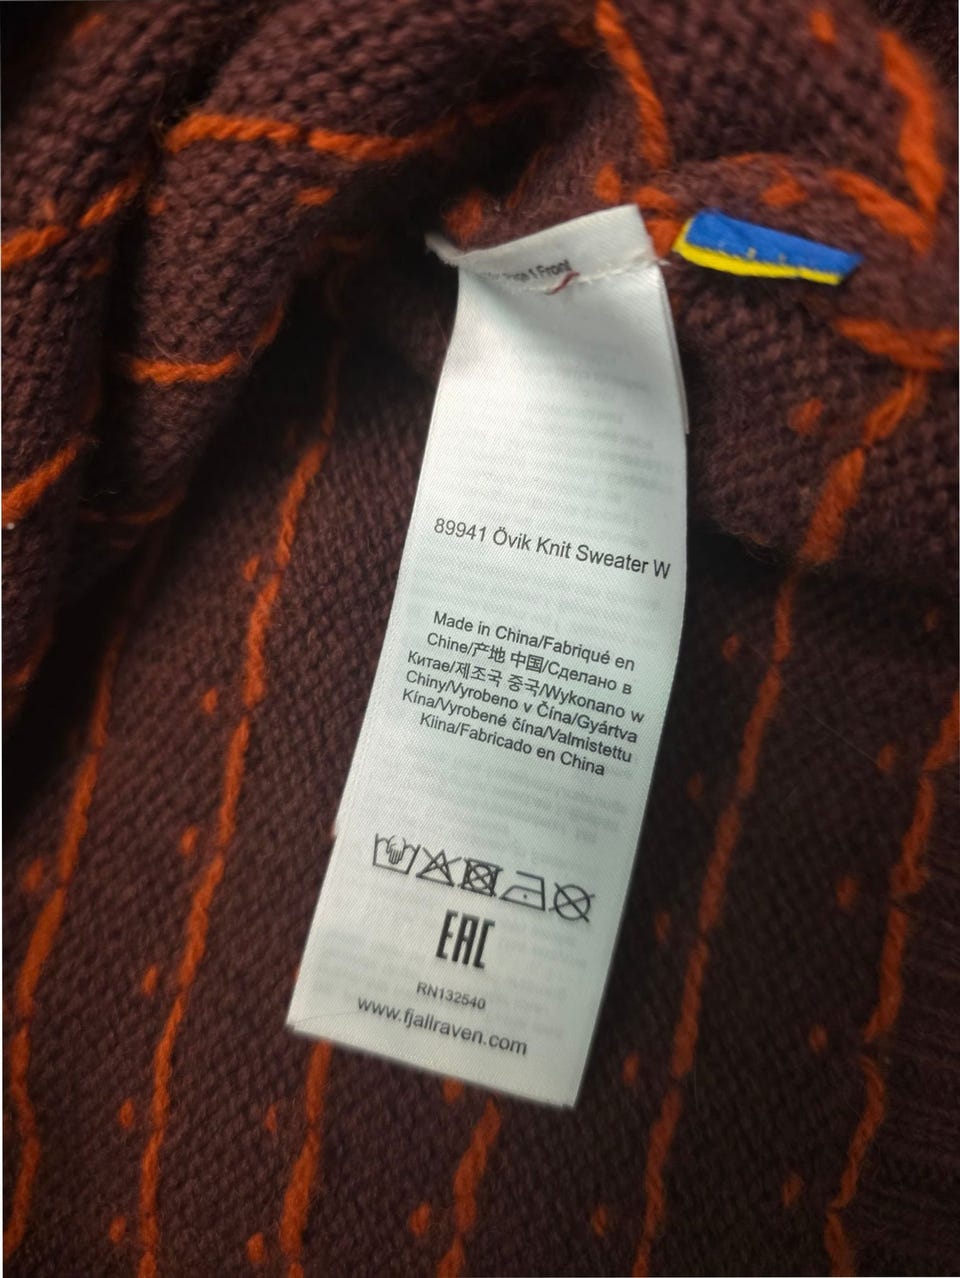 1 Front
89941 Övik Knit Sweater W
Made in China/Fabriqué en
Chine/产地 中国/Сделано в
Китае/제조국 중국/Wykonano w
Chiny/Vyrobeno v Čína/Gyártva
Kína/Vyrobené čína/Valmistettu
Kiina/Fabricado en China
EAC
RN132540
www.fjallraven.com